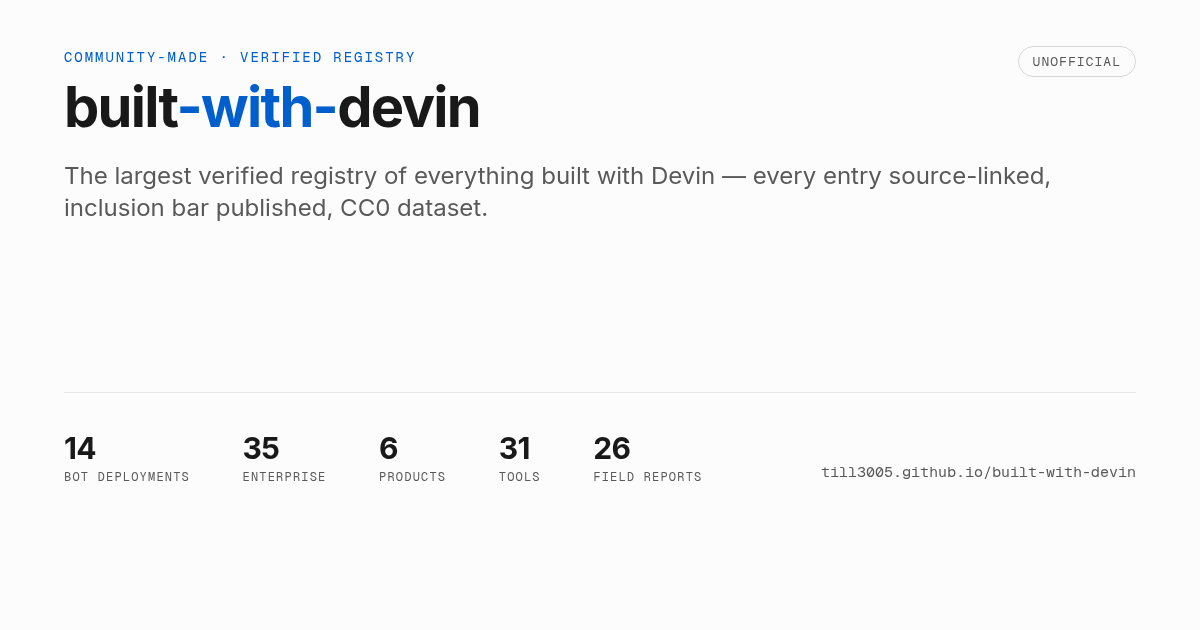 COMMUNITY-MADE · VERIFIED REGISTRY
UNOFFICIAL
built-with-devin
The largest verified registry of everything built with Devin — every entry source-linked,
inclusion bar published, CC0 dataset.
14
BOT DEPLOYMENTS
35
ENTERPRISE
6
PRODUCTS
31
TOOLS
26
FIELD REPORTS
till3005.github.io/built-with-devin